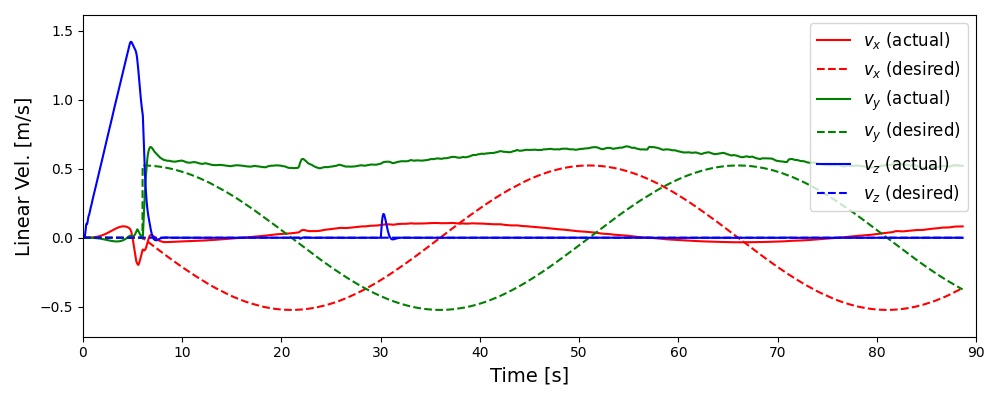 1.5
1.0
0.5
0.0
−0.5
Linear Vel. [m/s]
0 10 20 30 40 50 60 70 80 90
Time [s]
v_x (actual)
v_x (desired)
v_y (actual)
v_y (desired)
v_z (actual)
v_z (desired)